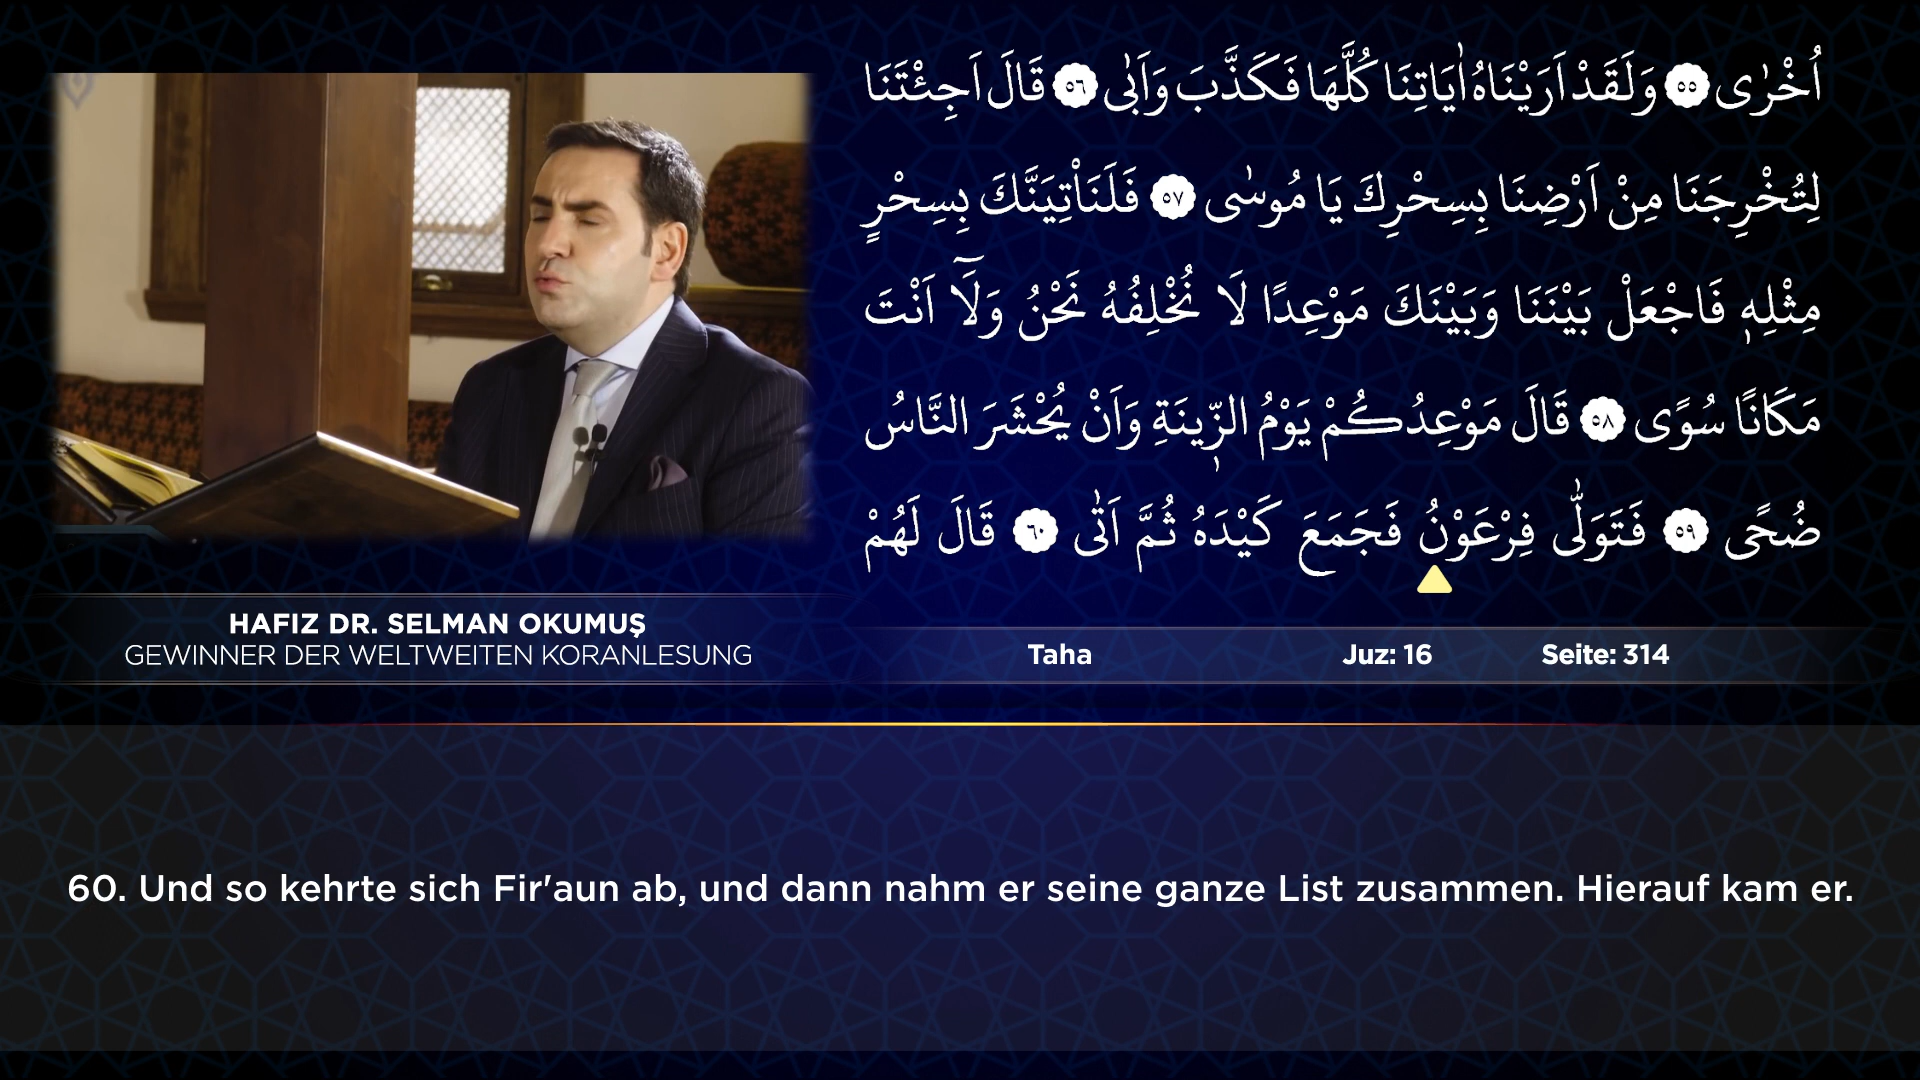 اُخْرٰى ﴿٥٥﴾ وَلَقَدْ اَرَيْنَاهُ اٰيَاتِنَا كُلَّهَا فَكَذَّبَ وَاَبٰى ﴿٥٦﴾ قَالَ اَجِئْتَنَا
لِتُخْرِجَنَا مِنْ اَرْضِنَا بِسِحْرِكَ يَا مُوسٰى ﴿٥٧﴾ فَلَنَأْتِيَنَّكَ بِسِحْرٍ
مِثْلِهٖ فَاجْعَلْ بَيْنَنَا وَبَيْنَكَ مَوْعِدًا لَا نُخْلِفُهُ نَحْنُ وَلَٓا اَنْتَ
مَكَانًا سُوًى ﴿٥٨﴾ قَالَ مَوْعِدُكُمْ يَوْمُ الزّٖينَةِ وَاَنْ يُحْشَرَ النَّاسُ
ضُحًى ﴿٥٩﴾ فَتَوَلّٰى فِرْعَوْنُ فَجَمَعَ كَيْدَهُ ثُمَّ اَتٰى ﴿٦٠﴾ قَالَ لَهُمْ
HAFIZ DR. SELMAN OKUMUŞ
GEWINNER DER WELTWEITEN KORANLESUNG
Taha Juz: 16 Seite: 314
60. Und so kehrte sich Fir'aun ab, und dann nahm er seine ganze List zusammen. Hierauf kam er.